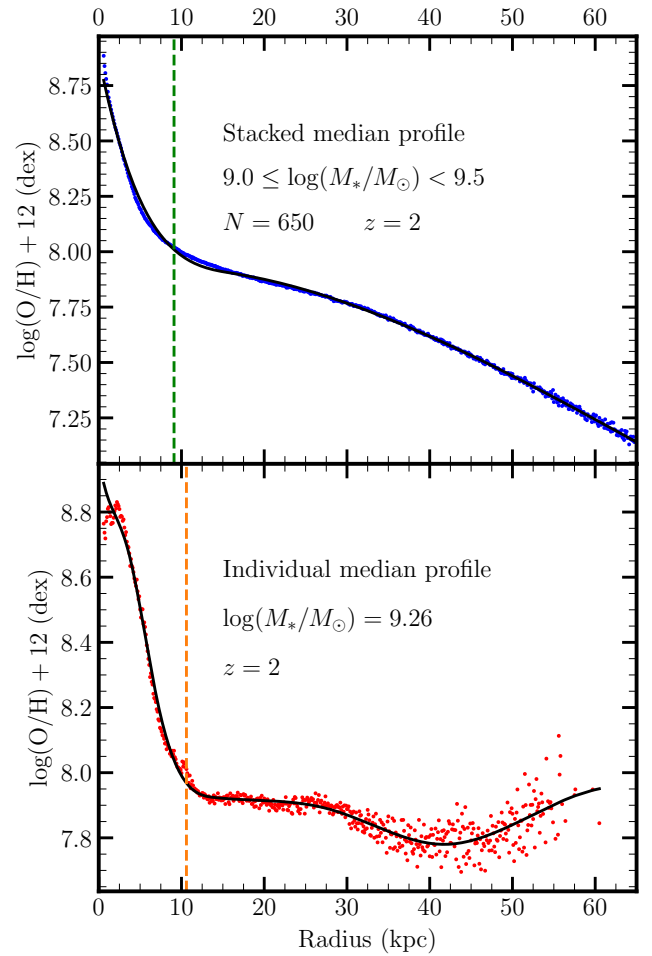 0 10 20 30 40 50 60
8.75
8.50
8.25
8.00
7.75
7.50
7.25
log(O/H) + 12 (dex)
Stacked median profile
9.0 ≤ log(M∗/M⊙) < 9.5
N = 650 z = 2
8.8
8.6
8.4
8.2
8.0
7.8
log(O/H) + 12 (dex)
Individual median profile
log(M∗/M⊙) = 9.26
z = 2
0 10 20 30 40 50 60
Radius (kpc)